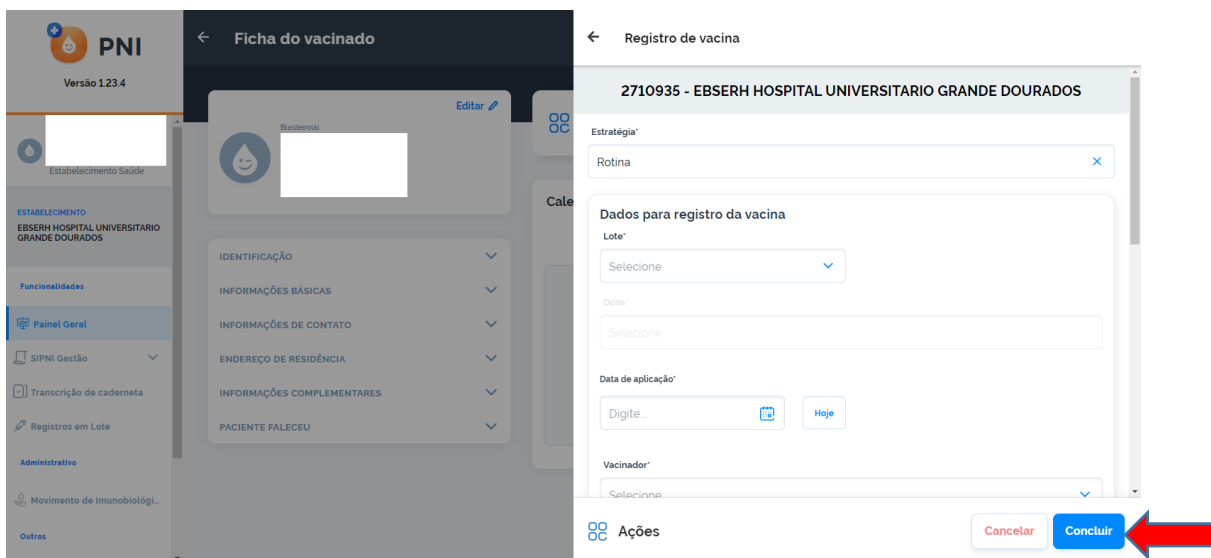 PNI
Versão 1.23.4
Estabelecimento Saúde
ESTABELECIMENTO
EBSERH HOSPITAL UNIVERSITARIO
GRANDE DOURADOS
Funcionalidades
Painel Geral
SIPNI Gestão
Transcrição de caderneta
Registros em Lote
Administrativo
Movimento de Imunobiológi...
Outros
Ficha do vacinado
Editar
Brasileiro(a)
IDENTIFICAÇÃO
INFORMAÇÕES BÁSICAS
INFORMAÇÕES DE CONTATO
ENDEREÇO DE RESIDÊNCIA
INFORMAÇÕES COMPLEMENTARES
PACIENTE FALECEU
Cale
Registro de vacina
2710935 - EBSERH HOSPITAL UNIVERSITARIO GRANDE DOURADOS
Estratégia*
Rotina
Dados para registro da vacina
Lote*
Selecione
Dose*
Selecione
Data de aplicação*
Digite...
Hoje
Vacinador*
Selecione
Ações
Cancelar
Concluir